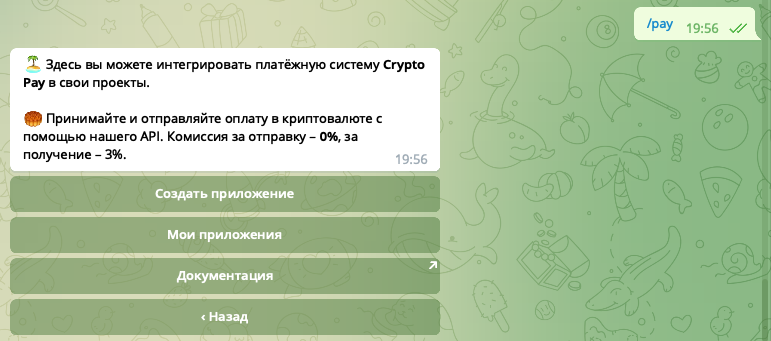 /pay
19:56
Здесь вы можете интегрировать платёжную систему Crypto
Pay в свои проекты.
Принимайте и отправляйте оплату в криптовалюте с
помощью нашего API. Комиссия за отправку – 0%, за
получение – 3%.
19:56
Создать приложение
Мои приложения
Документация
‹ Назад